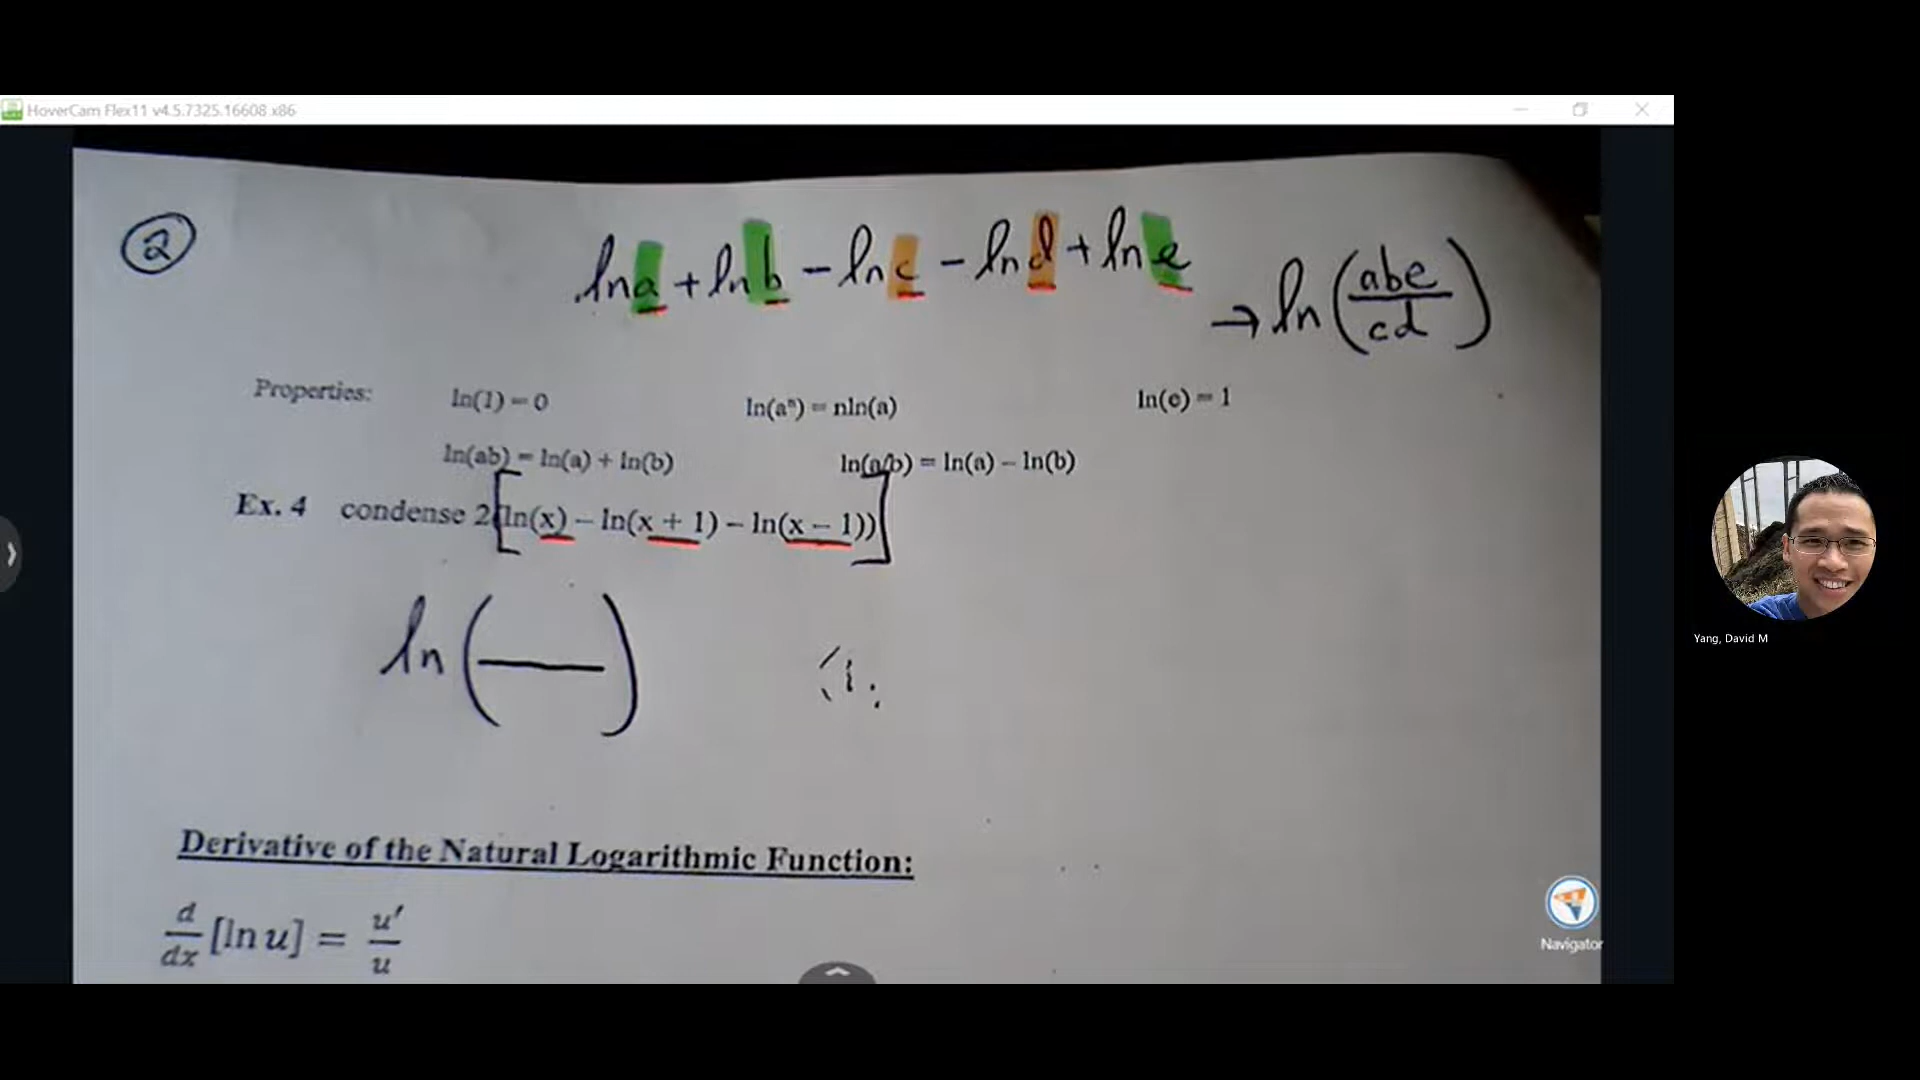 HoverCam Flex11 v4.5.7325.16608 x86
②
ln a + ln b - ln c - ln d + ln e → ln(abe/cd)
Properties: ln(1) = 0 ln(aⁿ) = nln(a) ln(e) = 1
ln(ab) = ln(a) + ln(b) ln(a/b) = ln(a) – ln(b)
Ex. 4 condense 2[(ln(x) – ln(x + 1) – ln(x – 1))]
ln(—)
Yang, David M
Derivative of the Natural Logarithmic Function:
d/dx [ln u] = u'/u
Navigator